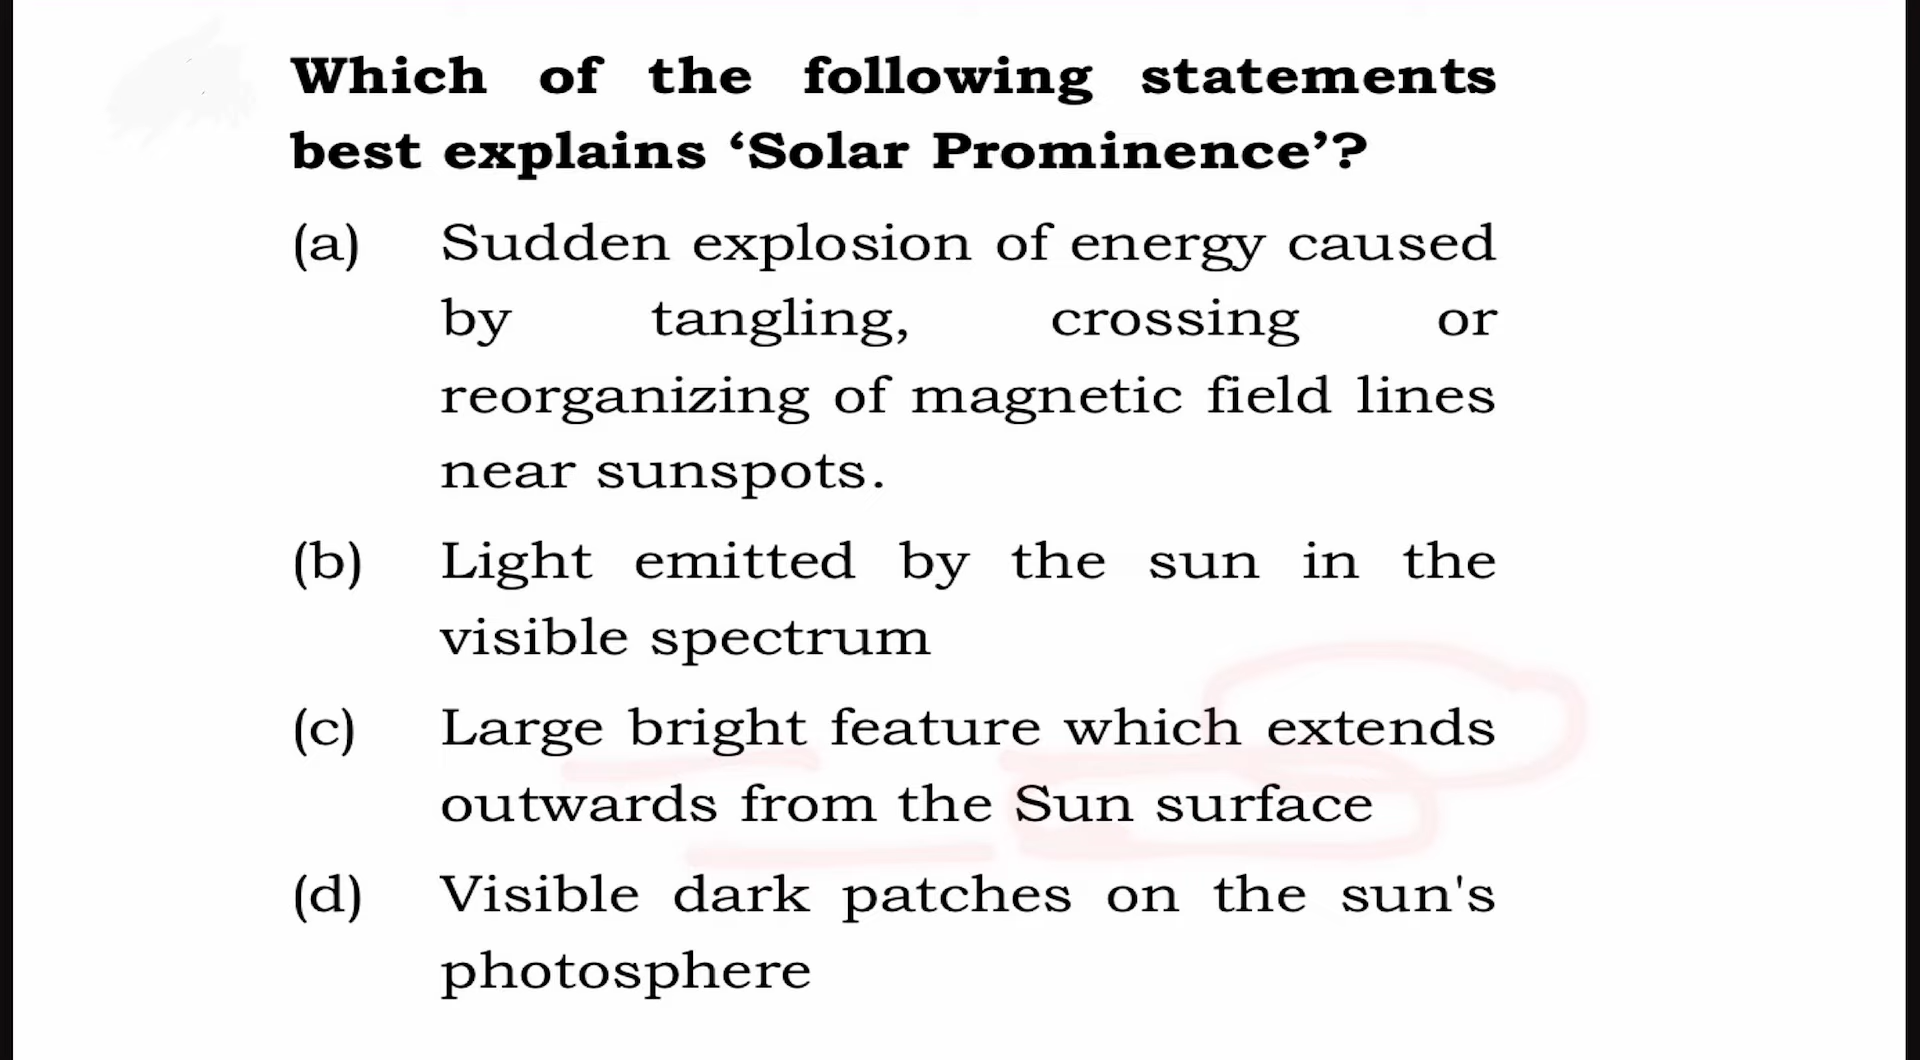 Which of the following statements
best explains ‘Solar Prominence’?
(a) Sudden explosion of energy caused
by tangling, crossing or
reorganizing of magnetic field lines
near sunspots.
(b) Light emitted by the sun in the
visible spectrum
(c) Large bright feature which extends
outwards from the Sun surface
(d) Visible dark patches on the sun's
photosphere